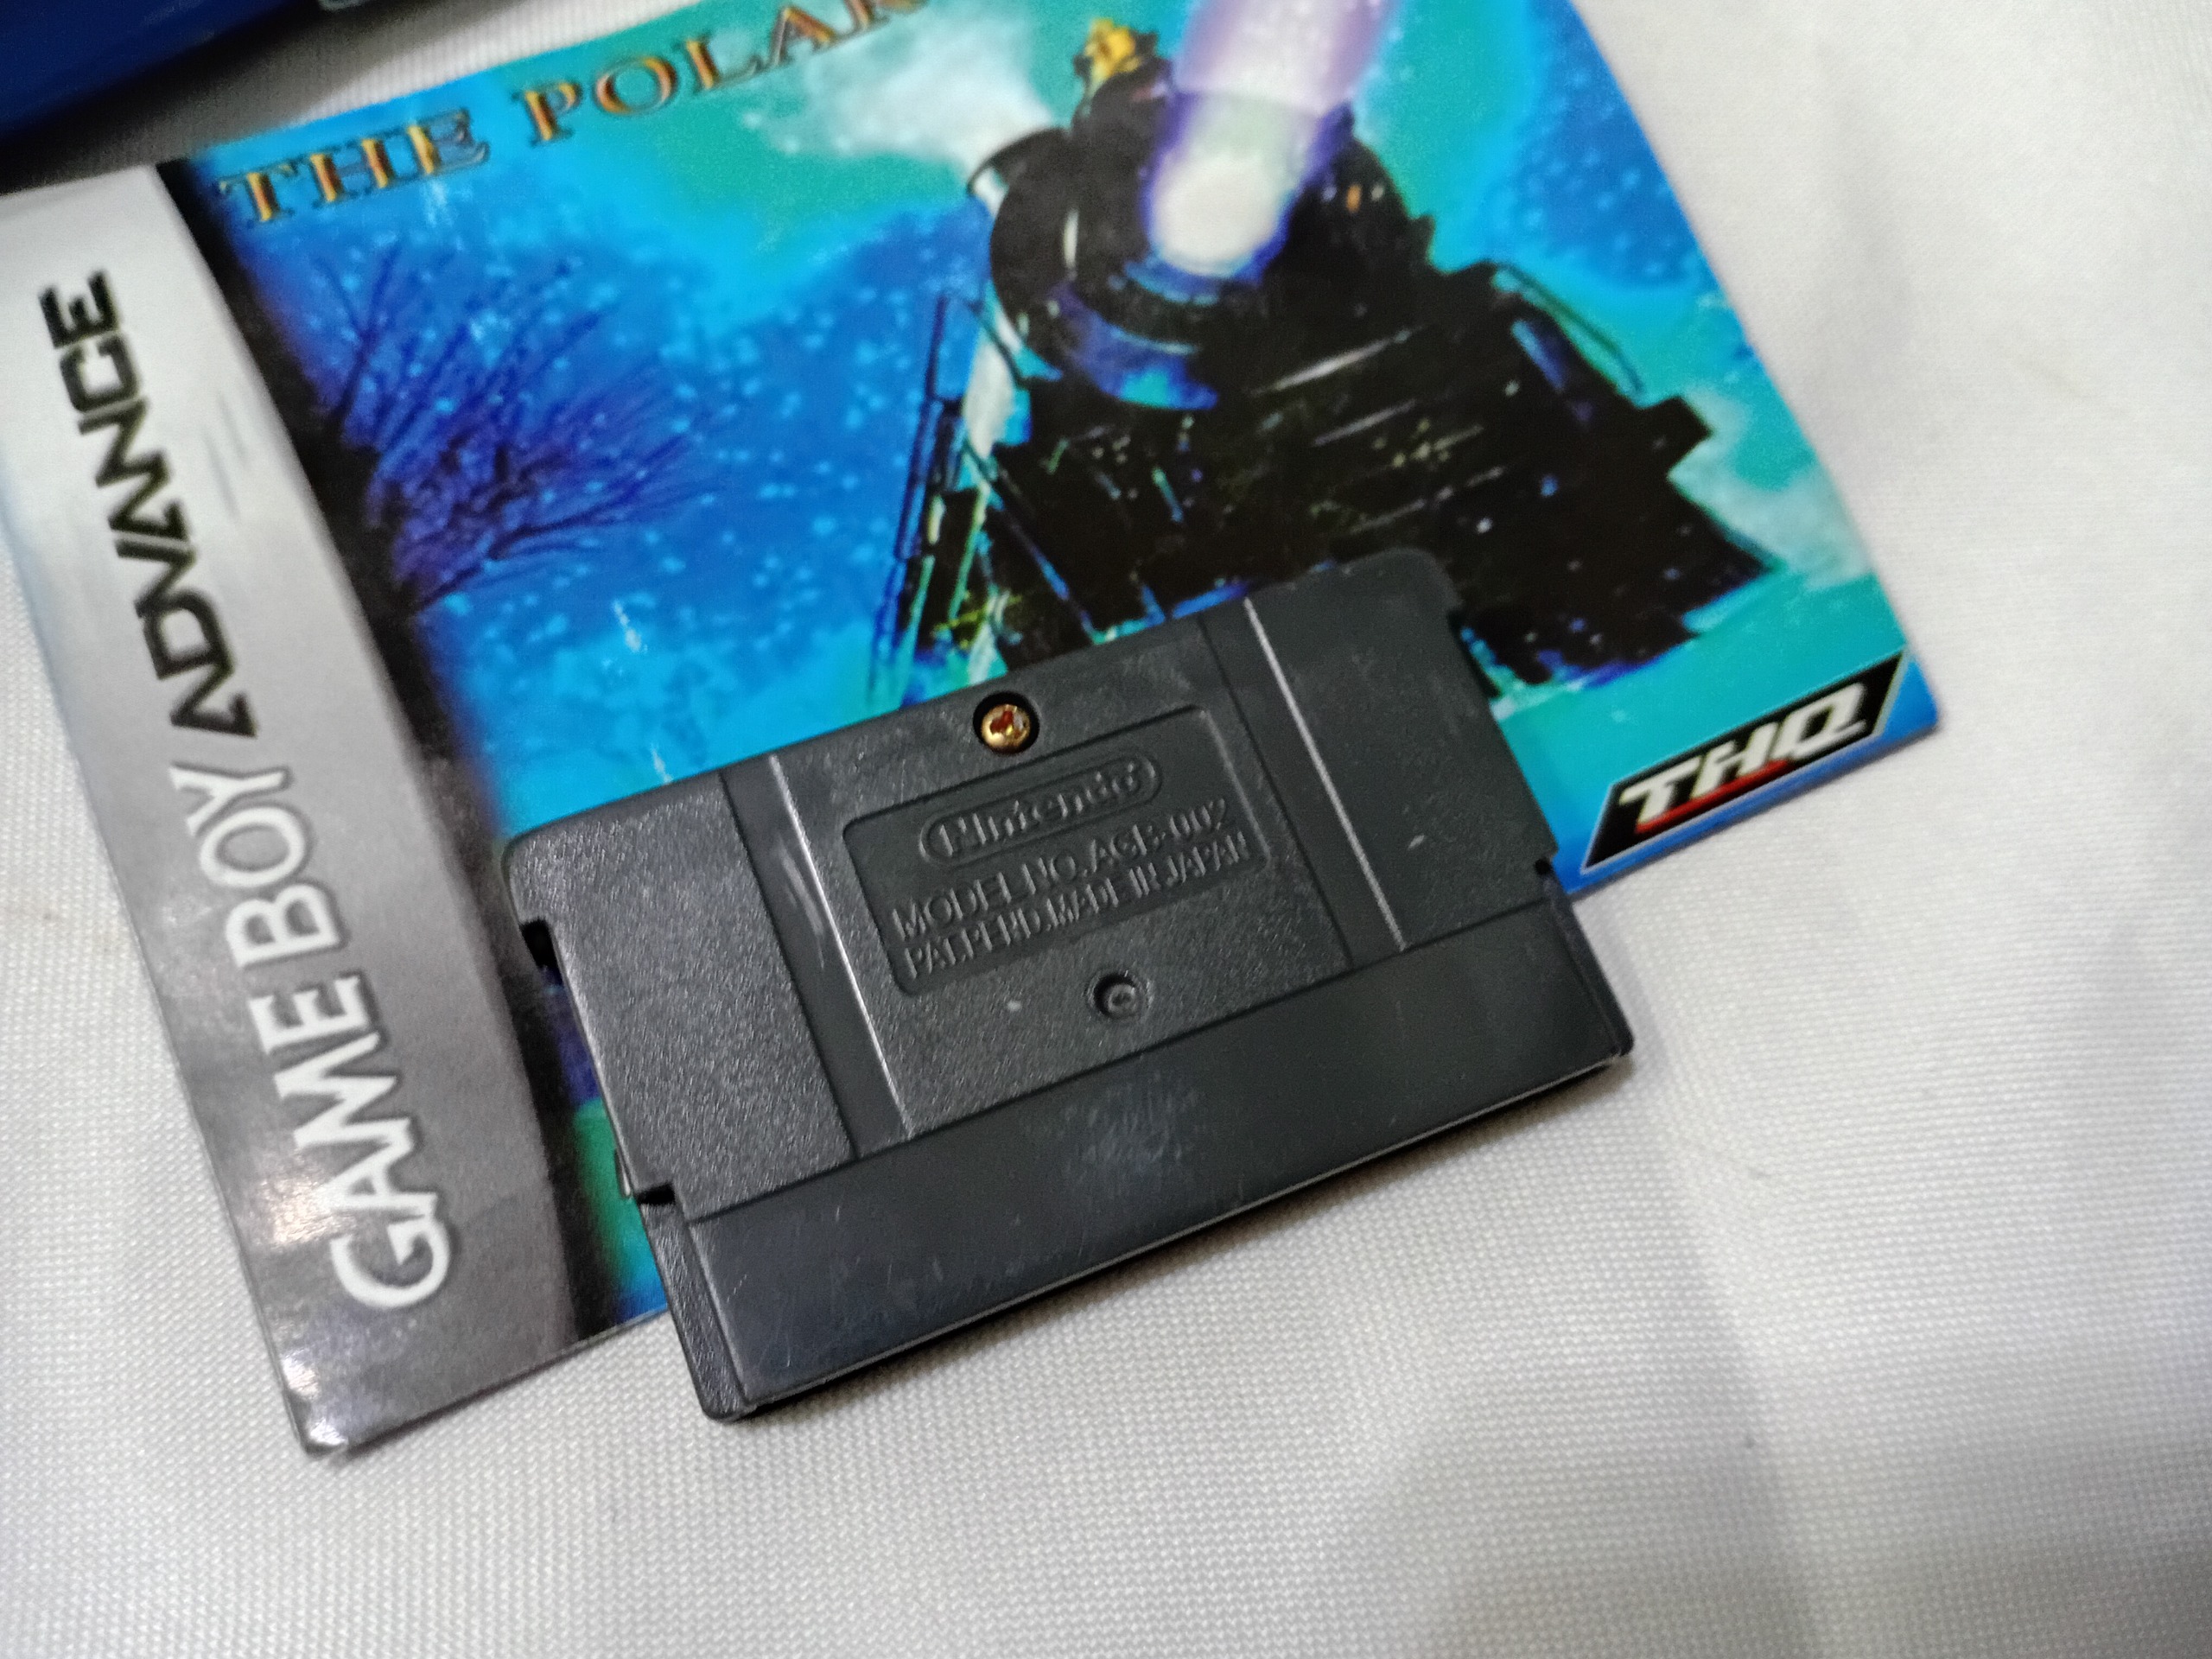 THE POLAR
GAME BOY ADVANCE
THQ
Nintendo
MODEL NO. AGB-002
PAT.PEND.MADE IN JAPAN